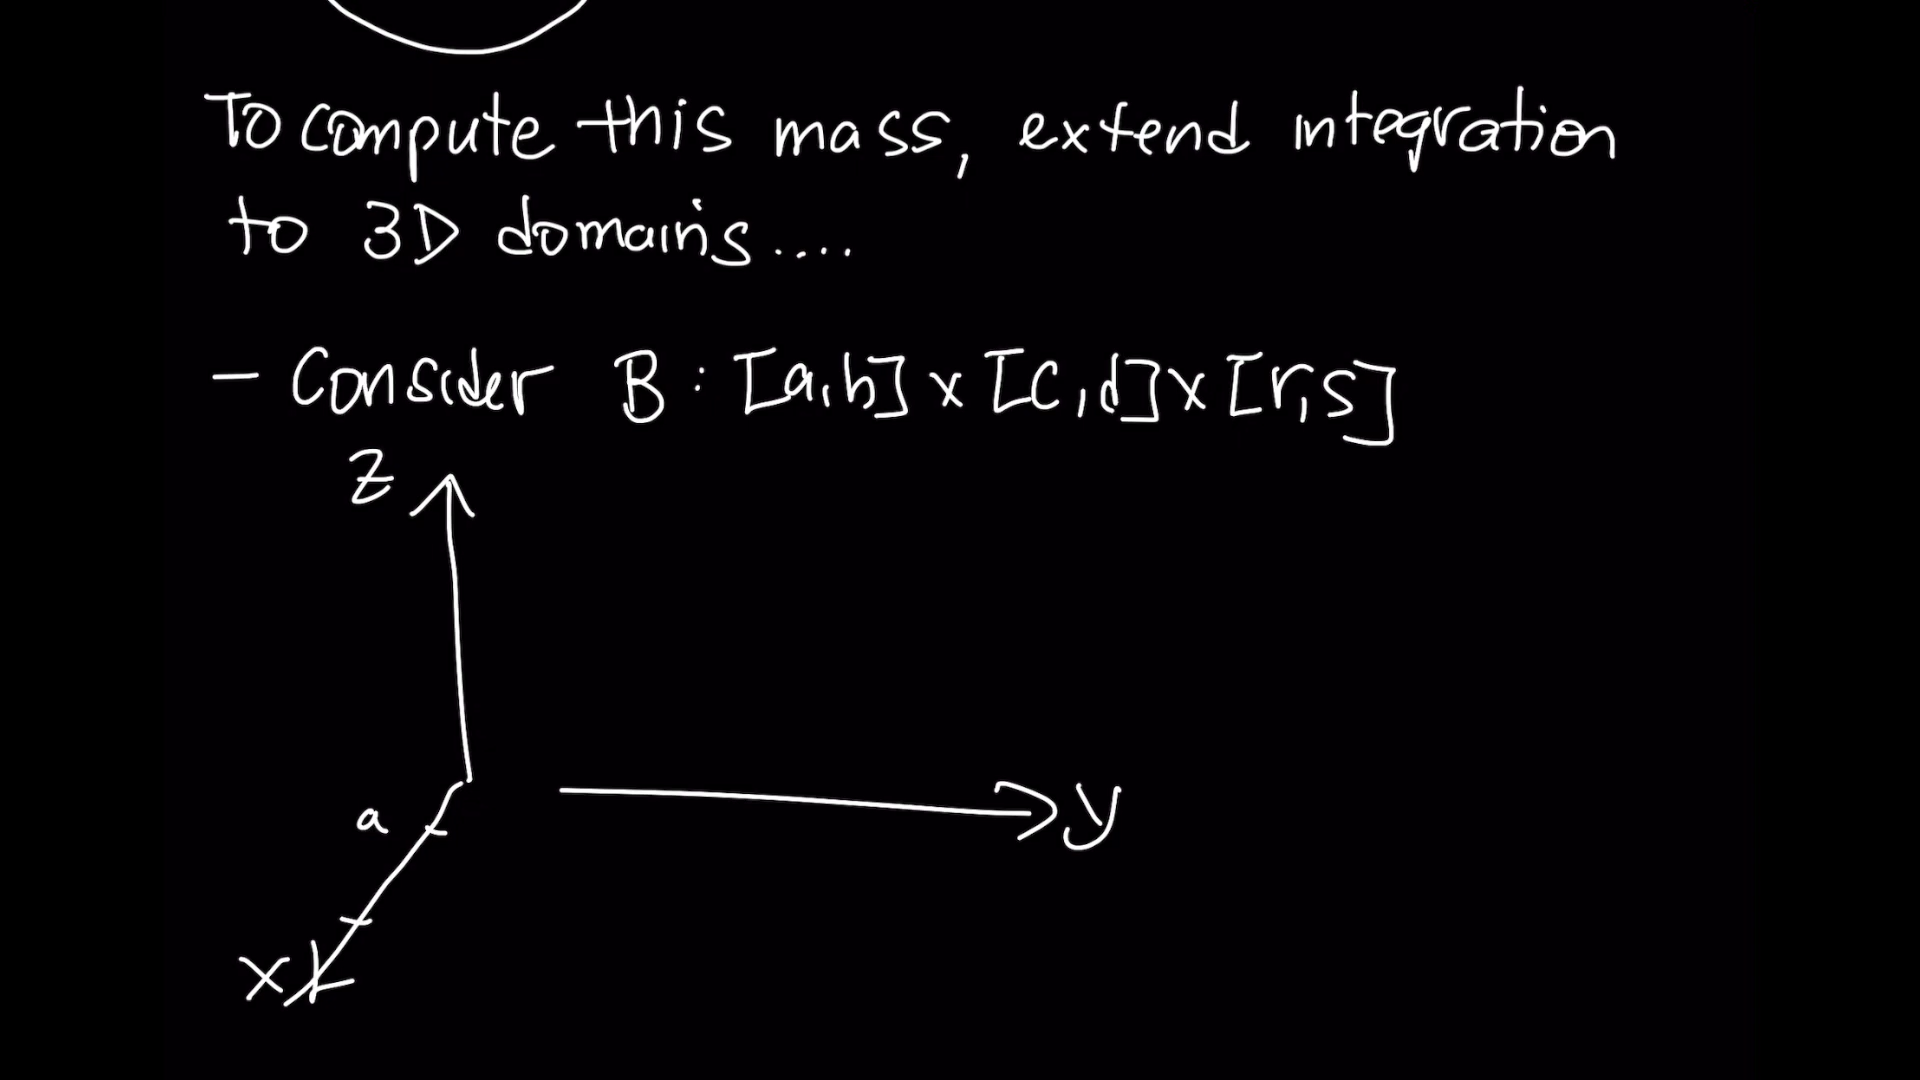 To compute this mass, extend integration
to 3D domains....
- Consider B : [a,b] x [c,d] x [r,s]
z
y
a
x